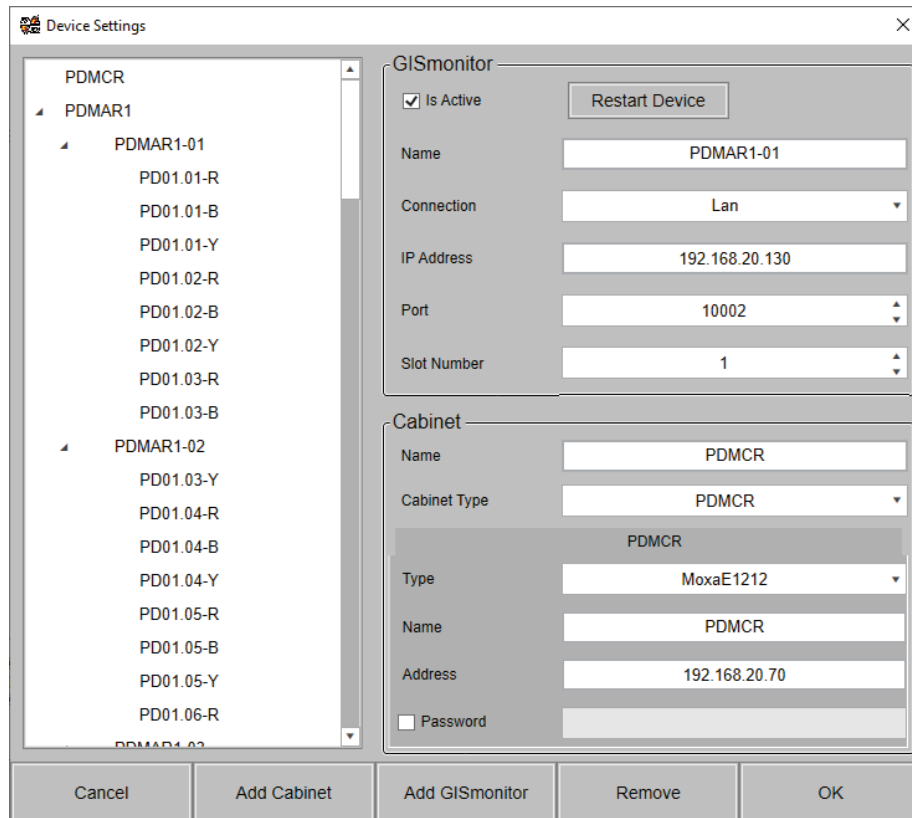 Device Settings
PDMCR
PDMAR1
PDMAR1-01
PD01.01-R
PD01.01-B
PD01.01-Y
PD01.02-R
PD01.02-B
PD01.02-Y
PD01.03-R
PD01.03-B
PDMAR1-02
PD01.03-Y
PD01.04-R
PD01.04-B
PD01.04-Y
PD01.05-R
PD01.05-B
PD01.05-Y
PD01.06-R
PDMAR1-03
GISmonitor
Is Active Restart Device
Name PDMAR1-01
Connection Lan
IP Address 192.168.20.130
Port 10002
Slot Number 1
Cabinet
Name PDMCR
Cabinet Type PDMCR
PDMCR
Type MoxaE1212
Name PDMCR
Address 192.168.20.70
Password
Cancel Add Cabinet Add GISmonitor Remove OK